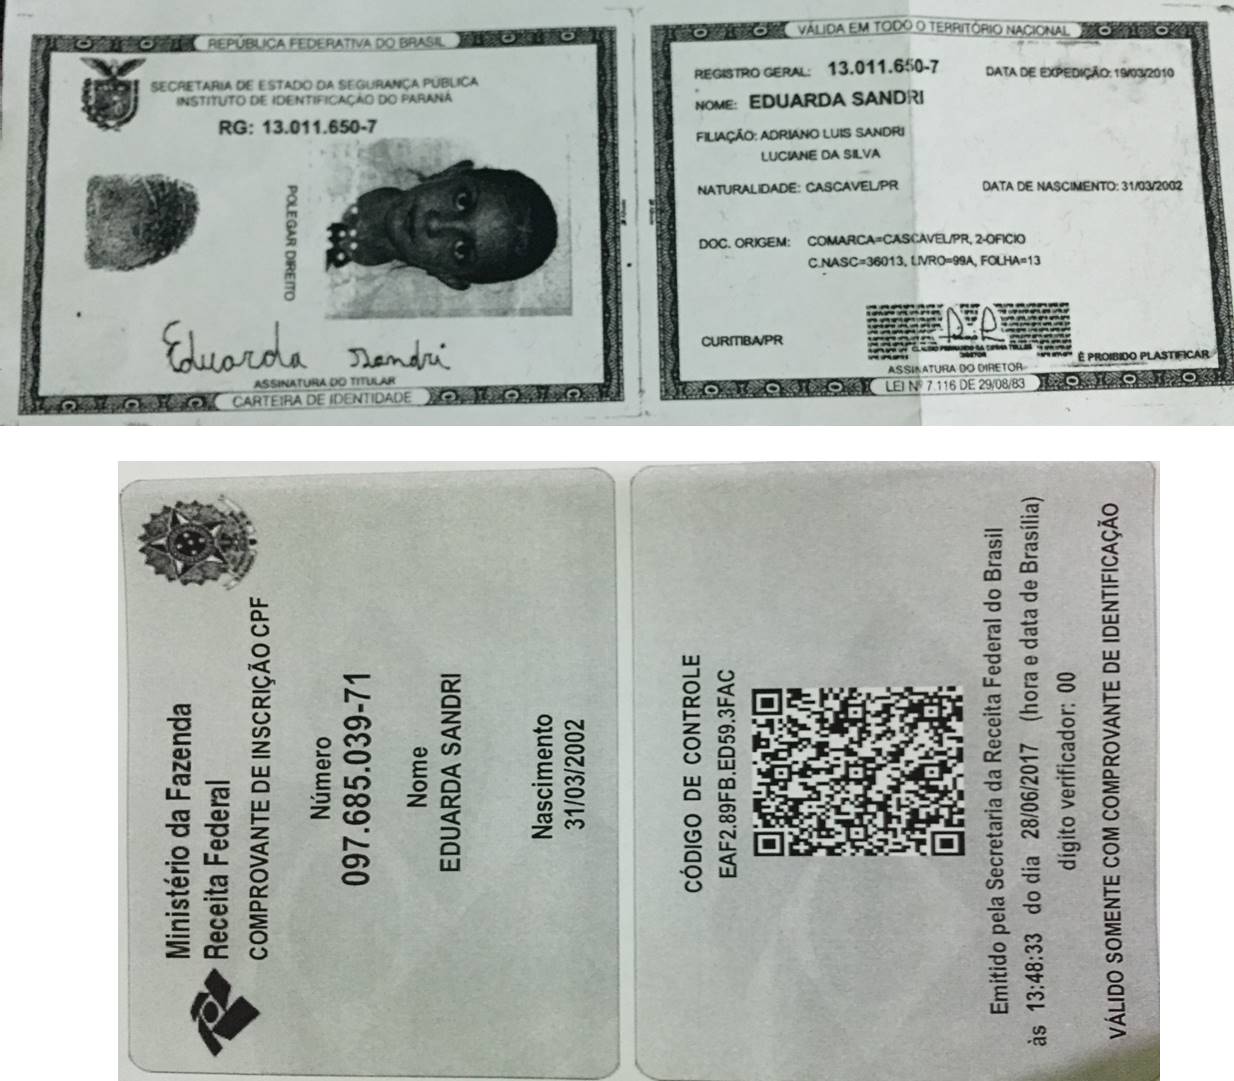 REPÚBLICA FEDERATIVA DO BRASIL
SECRETARIA DE ESTADO DA SEGURANÇA PÚBLICA
INSTITUTO DE IDENTIFICAÇÃO DO PARANÁ
RG: 13.011.650-7
POLEGAR DIREITO
Eduarda Sandri
ASSINATURA DO TITULAR
CARTEIRA DE IDENTIDADE
VÁLIDA EM TODO O TERRITÓRIO NACIONAL
REGISTRO GERAL: 13.011.650-7 DATA DE EXPEDIÇÃO: 19/03/2010
NOME: EDUARDA SANDRI
FILIAÇÃO: ADRIANO LUIS SANDRI
LUCIANE DA SILVA
NATURALIDADE: CASCAVEL/PR DATA DE NASCIMENTO: 31/03/2002
DOC. ORIGEM: COMARCA=CASCAVEL/PR, 2-OFICIO
C.NASC=36013, LIVRO=99A, FOLHA=13
CURITIBA/PR
DIRETOR
É PROIBIDO PLASTIFICAR
ASSINATURA DO DIRETOR
LEI Nº 7.116 DE 29/08/83
Ministério da Fazenda
Receita Federal
COMPROVANTE DE INSCRIÇÃO CPF
Número
097.685.039-71
Nome
EDUARDA SANDRI
Nascimento
31/03/2002
CÓDIGO DE CONTROLE
EAF2.89FB.ED59.3FAC
Emitido pela Secretaria da Receita Federal do Brasil
às 13:48:33 do dia 28/06/2017 (hora e data de Brasília)
dígito verificador: 00
VÁLIDO SOMENTE COM COMPROVANTE DE IDENTIFICAÇÃO